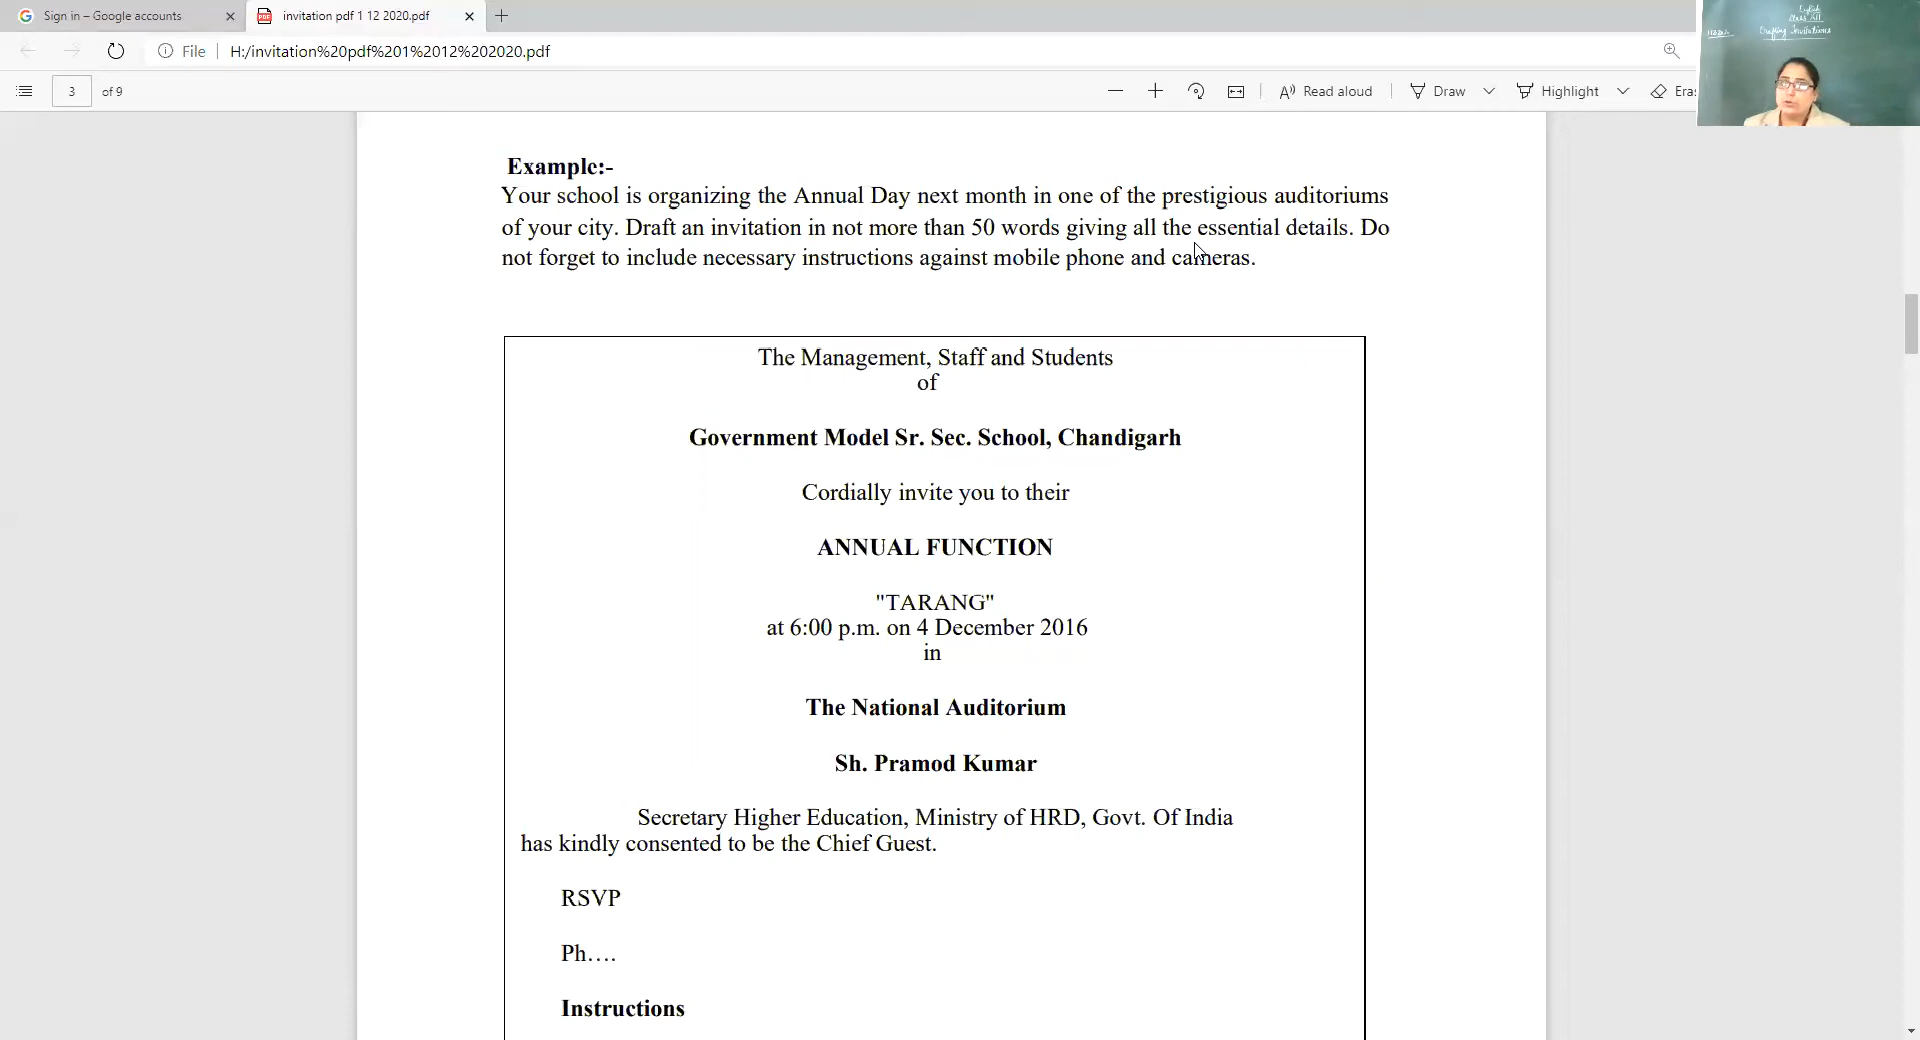 Sign in – Google accounts
invitation pdf 1 12 2020.pdf
File
H:/invitation%20pdf%201%2012%202020.pdf
3 of 9
Read aloud
Draw
Highlight
Eras
English
Class XII
Drafting Invitations
Example:-
Your school is organizing the Annual Day next month in one of the prestigious auditoriums
of your city. Draft an invitation in not more than 50 words giving all the essential details. Do
not forget to include necessary instructions against mobile phone and cameras.
The Management, Staff and Students
of
Government Model Sr. Sec. School, Chandigarh
Cordially invite you to their
ANNUAL FUNCTION
"TARANG"
at 6:00 p.m. on 4 December 2016
in
The National Auditorium
Sh. Pramod Kumar
Secretary Higher Education, Ministry of HRD, Govt. Of India
has kindly consented to be the Chief Guest.
RSVP
Ph….
Instructions